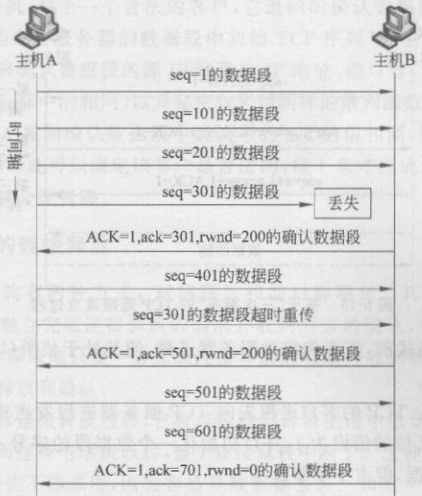 主机A
主机B
时间轴
seq=1的数据段
seq=101的数据段
seq=201的数据段
seq=301的数据段
丢失
ACK=1,ack=301,rnd=200的确认数据段
seq=401的数据段
seq=301的数据段超时重传
ACK=1,ack=501,rwnd=200的确认数据段
seq=501的数据段
seq=601的数据段
ACK=1,ack=701,rwnd=0的确认数据段